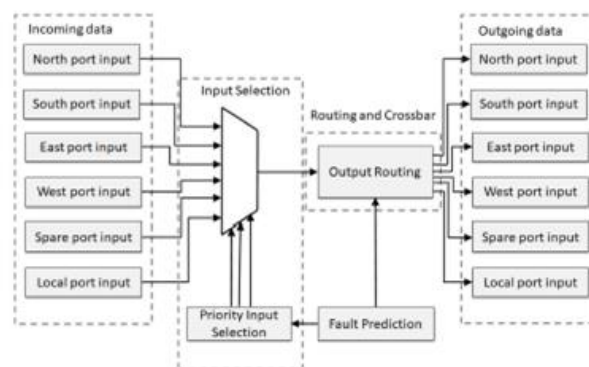 Incoming data
North port input
South port input
East port input
West port input
Spare port input
Local port input
Input Selection
Priority Input
Selection
Routing and Crossbar
Output Routing
Fault Prediction
Outgoing data
North port input
South port input
East port input
West port input
Spare port input
Local port input